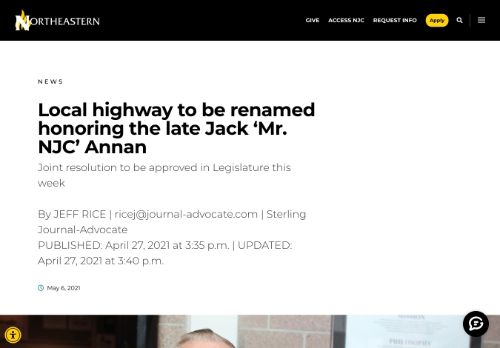 NORTHEASTERN
GIVE ACCESS NJC REQUEST INFO Apply
NEWS
Local highway to be renamed
honoring the late Jack ‘Mr.
NJC’ Annan
Joint resolution to be approved in Legislature this
week
By JEFF RICE | ricej@journal-advocate.com | Sterling
Journal-Advocate
PUBLISHED: April 27, 2021 at 3:35 p.m. | UPDATED:
April 27, 2021 at 3:40 p.m.
May 6, 2021
MISSION
PHILOSOPHY